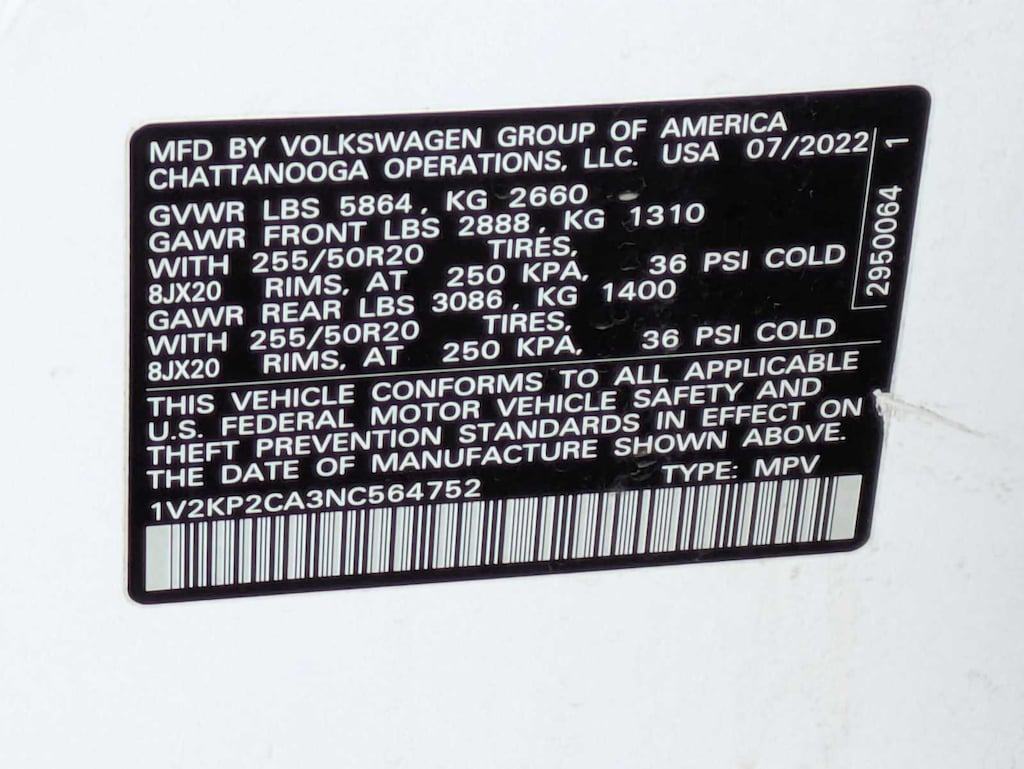 MFD BY VOLKSWAGEN GROUP OF AMERICA
CHATTANOOGA OPERATIONS, LLC. USA 07/2022
GVWR LBS 5864, KG 2660
GAWR FRONT LBS 2888, KG 1310
WITH 255/50R20 TIRES,
8JX20 RIMS, AT 250 KPA, 36 PSI COLD
GAWR REAR LBS 3086, KG 1400
WITH 255/50R20 TIRES,
8JX20 RIMS, AT 250 KPA, 36 PSI COLD
THIS VEHICLE CONFORMS TO ALL APPLICABLE
U.S. FEDERAL MOTOR VEHICLE SAFETY AND
THEFT PREVENTION STANDARDS IN EFFECT ON
THE DATE OF MANUFACTURE SHOWN ABOVE.
1V2KP2CA3NC564752 TYPE: MPV
2950064 1